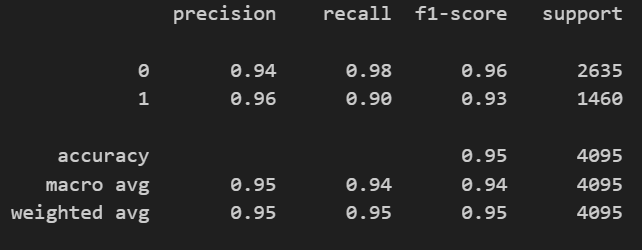 precision recall f1-score support
0 0.94 0.98 0.96 2635
1 0.96 0.90 0.93 1460
accuracy 0.95 4095
macro avg 0.95 0.94 0.94 4095
weighted avg 0.95 0.95 0.95 4095